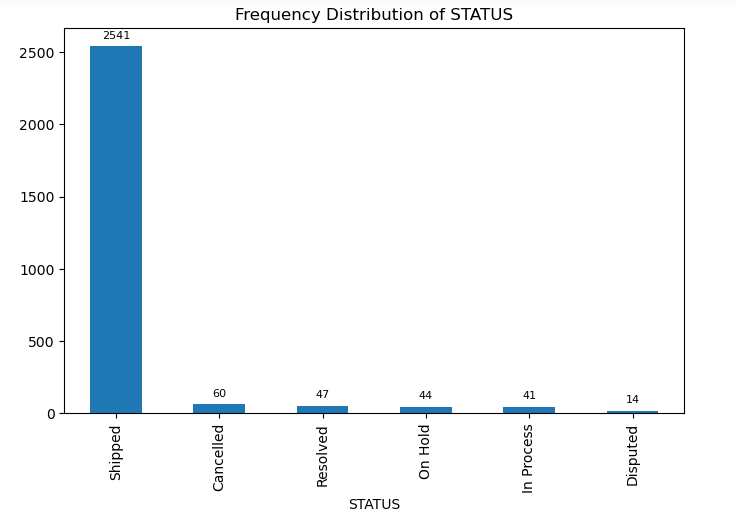 Frequency Distribution of STATUS
2541
2500
2000
1500
1000
500
0
60
47
44
41
14
Shipped
Cancelled
Resolved
On Hold
In Process
Disputed
STATUS